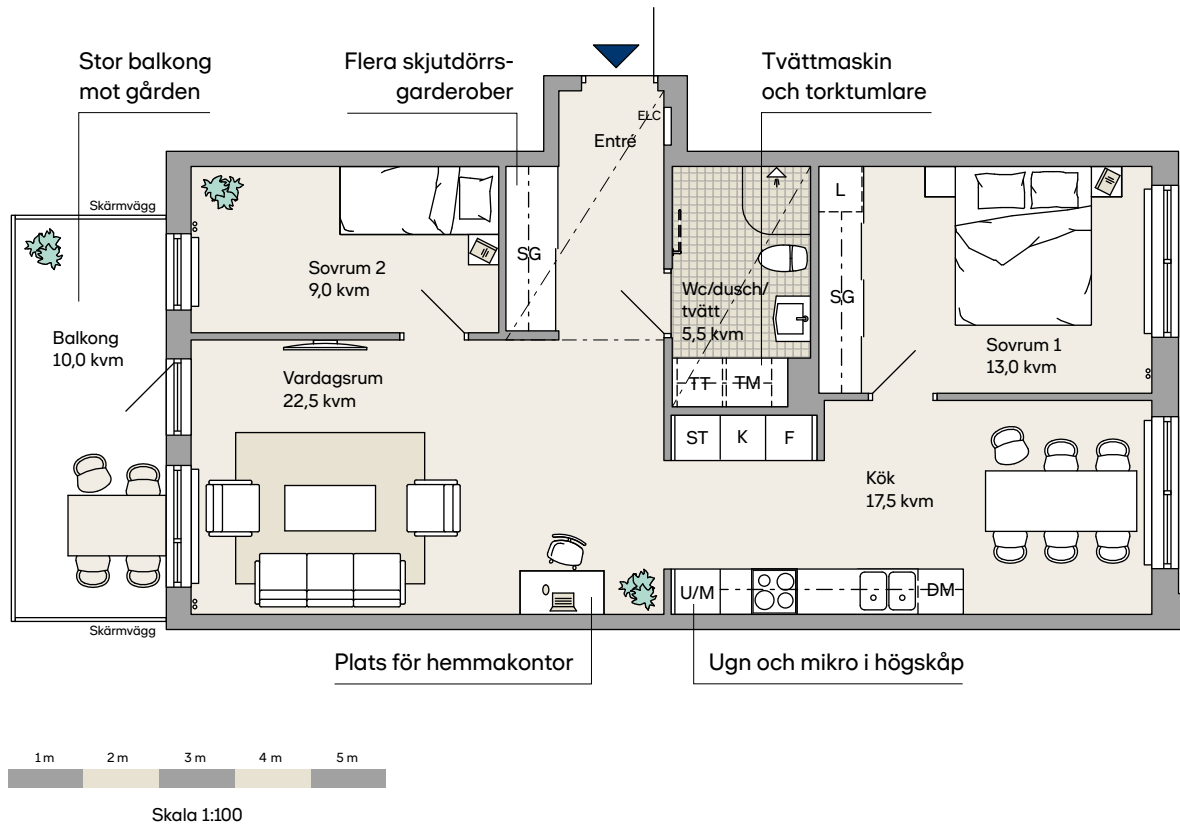 Stor balkong
mot gården
Flera skjutdörrs-
garderober
Tvättmaskin
och torktumlare
ELC
Entré
Skärmvägg
L
SG
SG
Sovrum 2
9,0 kvm
Wc/dusch/
tvätt
5,5 kvm
Balkong
10,0 kvm
Sovrum 1
13,0 kvm
Vardagsrum
22,5 kvm
TT
TM
ST
K
F
Kök
17,5 kvm
U/M
DM
Skärmvägg
Plats för hemmakontor
Ugn och mikro i högskåp
1 m
2 m
3 m
4 m
5 m
Skala 1:100